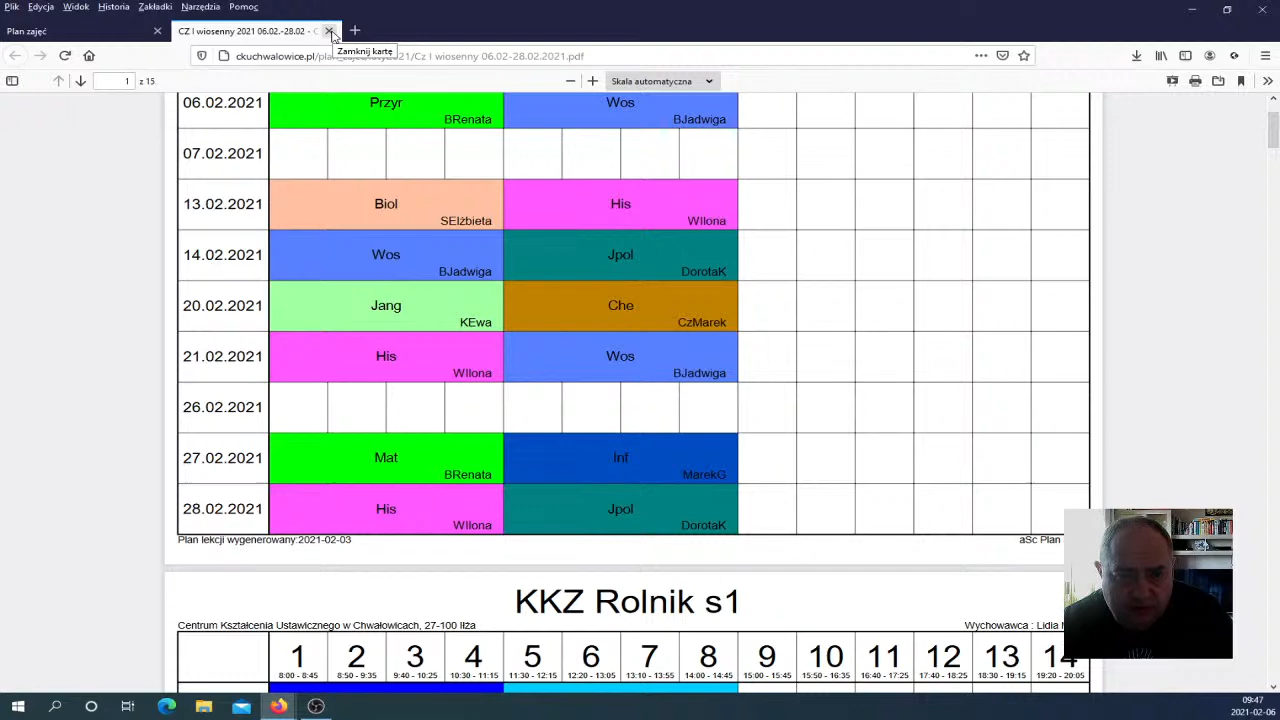 Plik Edycja Widok Historia Zakładki Narzędzia Pomoc
Plan zajęć
CZ I wiosenny 2021 06.02.-28.02 -
Zamknij kartę
ckuchwalowice.pl/plan_zajec/luty2021/Cz I wiosenny 06.02-28.02.2021.pdf
1 z 15
Skala automatyczna
06.02.2021 Przyr BRenata Wos BJadwiga
07.02.2021
13.02.2021 Biol SElżbieta His WIlona
14.02.2021 Wos BJadwiga Jpol DorotaK
20.02.2021 Jang KEwa Che CzMarek
21.02.2021 His WIlona Wos BJadwiga
26.02.2021
27.02.2021 Mat BRenata Inf MarekG
28.02.2021 His WIlona Jpol DorotaK
Plan lekcji wygenerowany:2021-02-03 aSc Plan
KKZ Rolnik s1
Centrum Kształcenia Ustawicznego w Chwałowicach, 27-100 Iłża Wychowawca : Lidia
1 2 3 4 5 6 7 8 9 10 11 12 13 14
8:00 - 8:45 8:50 - 9:35 9:40 - 10:25 10:30 - 11:15 11:30 - 12:15 12:20 - 13:05 13:10 - 13:55 14:00 - 14:45 15:00 - 15:45 15:50 - 16:35 16:40 - 17:25 17:40 - 18:25 18:30 - 19:15 19:20 - 20:05
09:47
2021-02-06